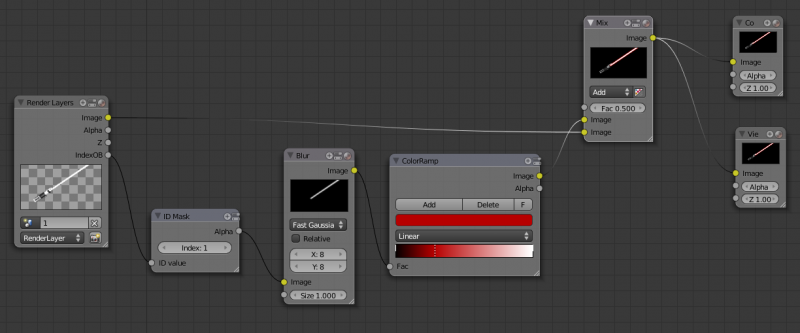 Render Layers
Image
Alpha
Z
IndexOB
1
RenderLayer
ID Mask
Alpha
Index: 1
ID value
Blur
Image
Fast Gaussia
Relative
X: 8
Y: 8
Image
Size 1.000
ColorRamp
Image
Alpha
Add Delete F
Linear
Fac
Mix
Image
Add
Fac 0.500
Image
Image
Co
Image
Alpha
Z 1.00
Vie
Image
Alpha
Z 1.00